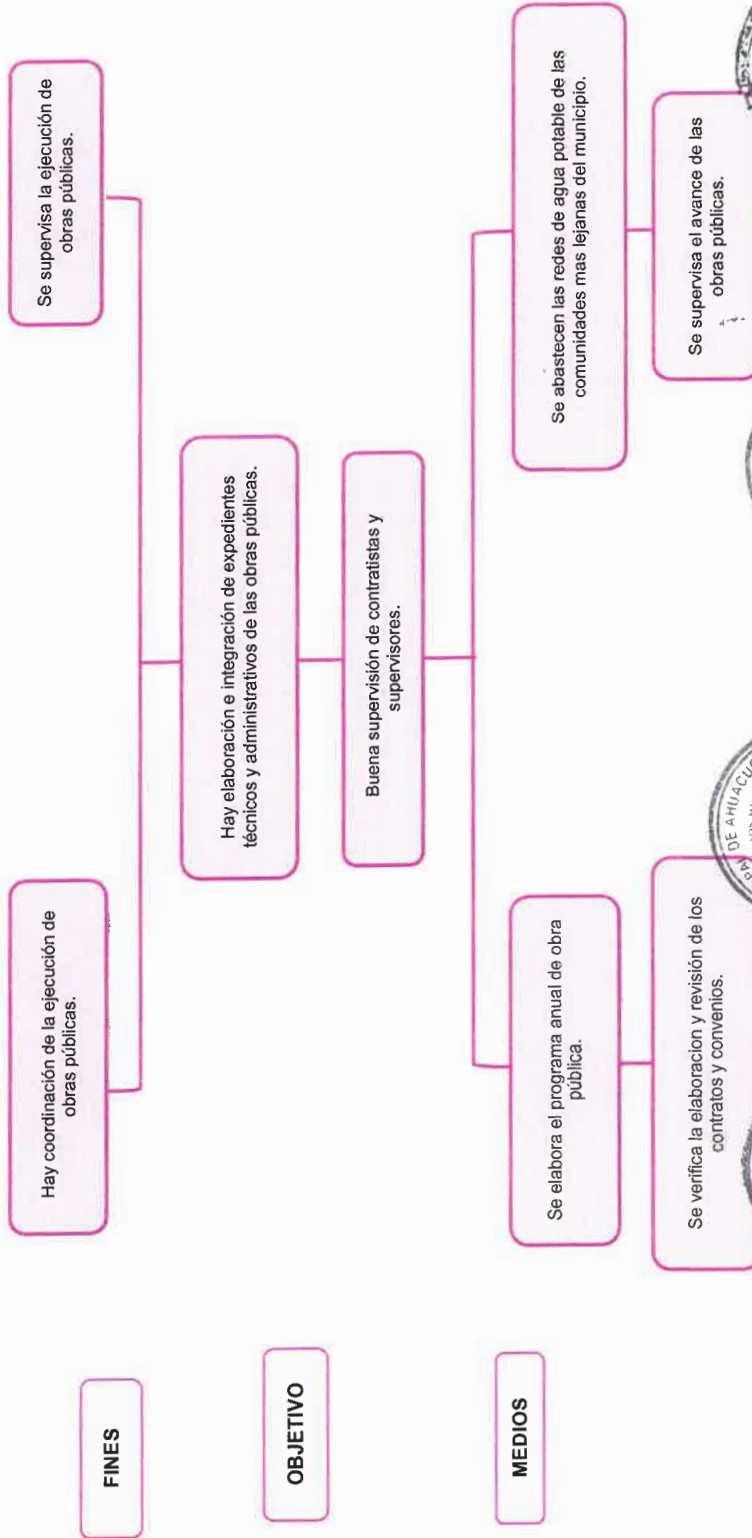 FINES
Hay coordinación de la ejecución de
obras públicas.
Se supervisa la ejecución de
obras públicas.
OBJETIVO
Hay elaboración e integración de expedientes
técnicos y administrativos de las obras públicas.
Buena supervisión de contratistas y
supervisores.
MEDIOS
Se elabora el programa anual de obra
pública.
Se abastecen las redes de agua potable de las
comunidades mas lejanas del municipio.
Se verifica la elaboracion y revisión de los
contratos y convenios.
Se supervisa el avance de las
obras públicas.
DE AHUACUO